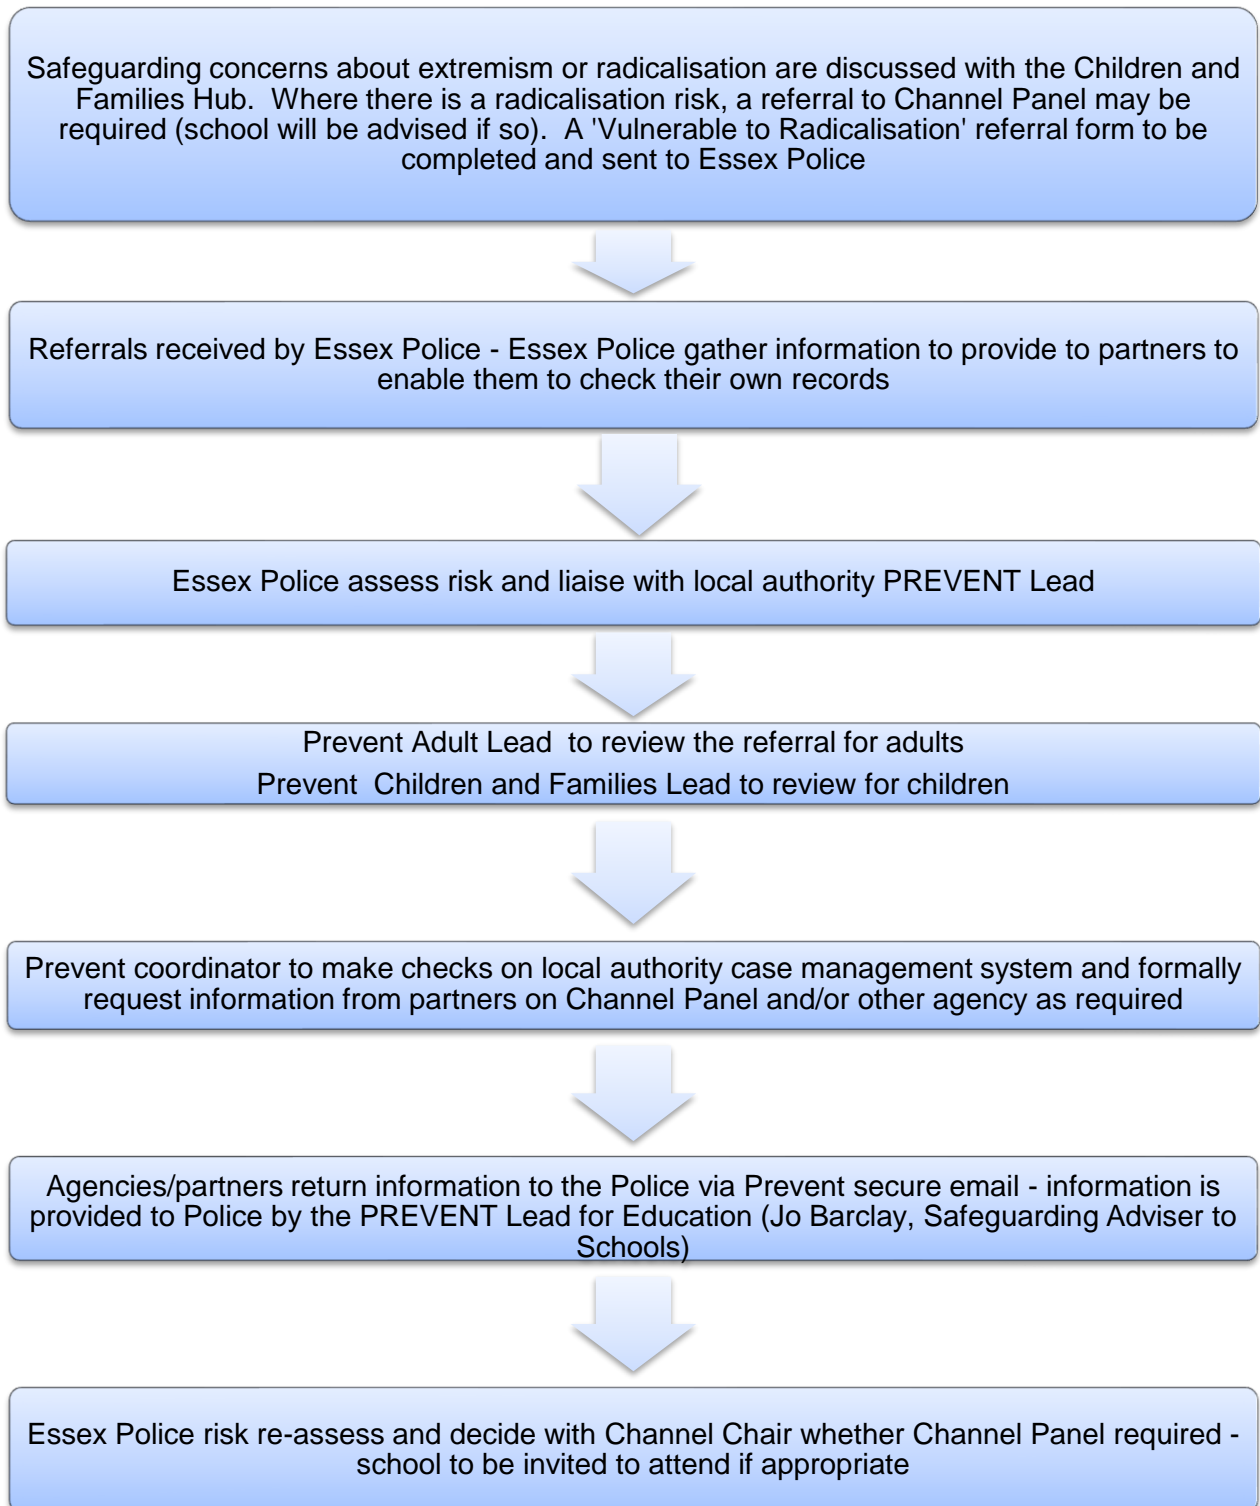 Safeguarding concerns about extremism or radicalisation are discussed with the Children and
Families Hub.  Where there is a radicalisation risk, a referral to Channel Panel may be
required (school will be advised if so).  A 'Vulnerable to Radicalisation' referral form to be
completed and sent to Essex Police
Referrals received by Essex Police - Essex Police gather information to provide to partners to
enable them to check their own records
Essex Police assess risk and liaise with local authority PREVENT Lead
Prevent Adult Lead  to review the referral for adults
Prevent  Children and Families Lead to review for children
Prevent coordinator to make checks on local authority case management system and formally
request information from partners on Channel Panel and/or other agency as required
Agencies/partners return information to the Police via Prevent secure email - information is
provided to Police by the PREVENT Lead for Education (Jo Barclay, Safeguarding Adviser to
Schools)
Essex Police risk re-assess and decide with Channel Chair whether Channel Panel required -
school to be invited to attend if appropriate